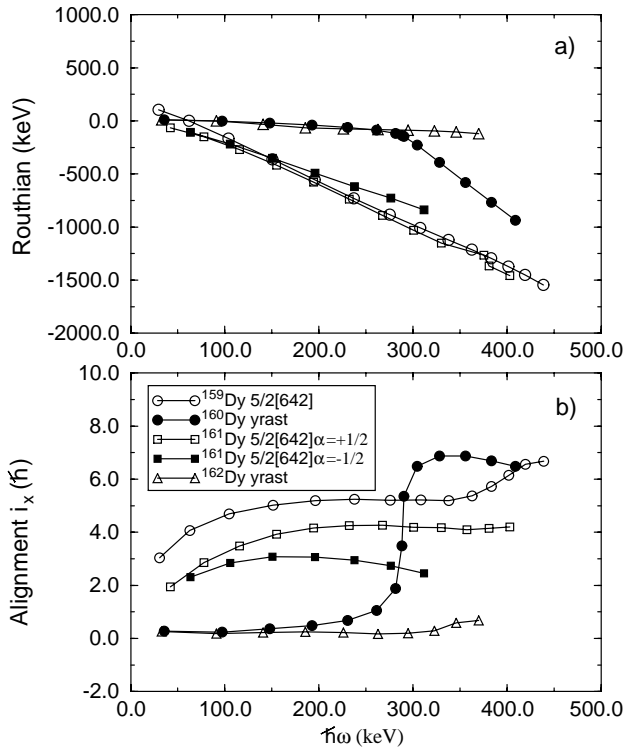 1000.0
a)
500.0
0.0
-500.0
-1000.0
-1500.0
-2000.0
Routhian (keV)
0.0 100.0 200.0 300.0 400.0 500.0
10.0
b)
8.0
6.0
4.0
2.0
0.0
-2.0
Alignment i_x (ℏ)
¹⁵⁹Dy 5/2[642]
¹⁶⁰Dy yrast
¹⁶¹Dy 5/2[642]α=+1/2
¹⁶¹Dy 5/2[642]α=-1/2
¹⁶²Dy yrast
0.0 100.0 200.0 300.0 400.0 500.0
ℏω (keV)